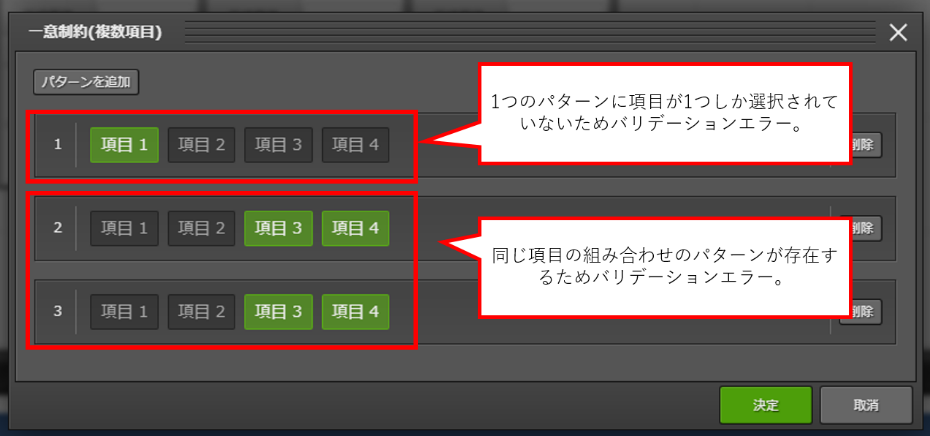 一意制約(複数項目)
パターンを追加
1 項目 1 項目 2 項目 3 項目 4 削除
1つのパターンに項目が1つしか選択されて
いないためバリデーションエラー。
2 項目 1 項目 2 項目 3 項目 4 削除
同じ項目の組み合わせのパターンが存在す
るためバリデーションエラー。
3 項目 1 項目 2 項目 3 項目 4 削除
決定 取消